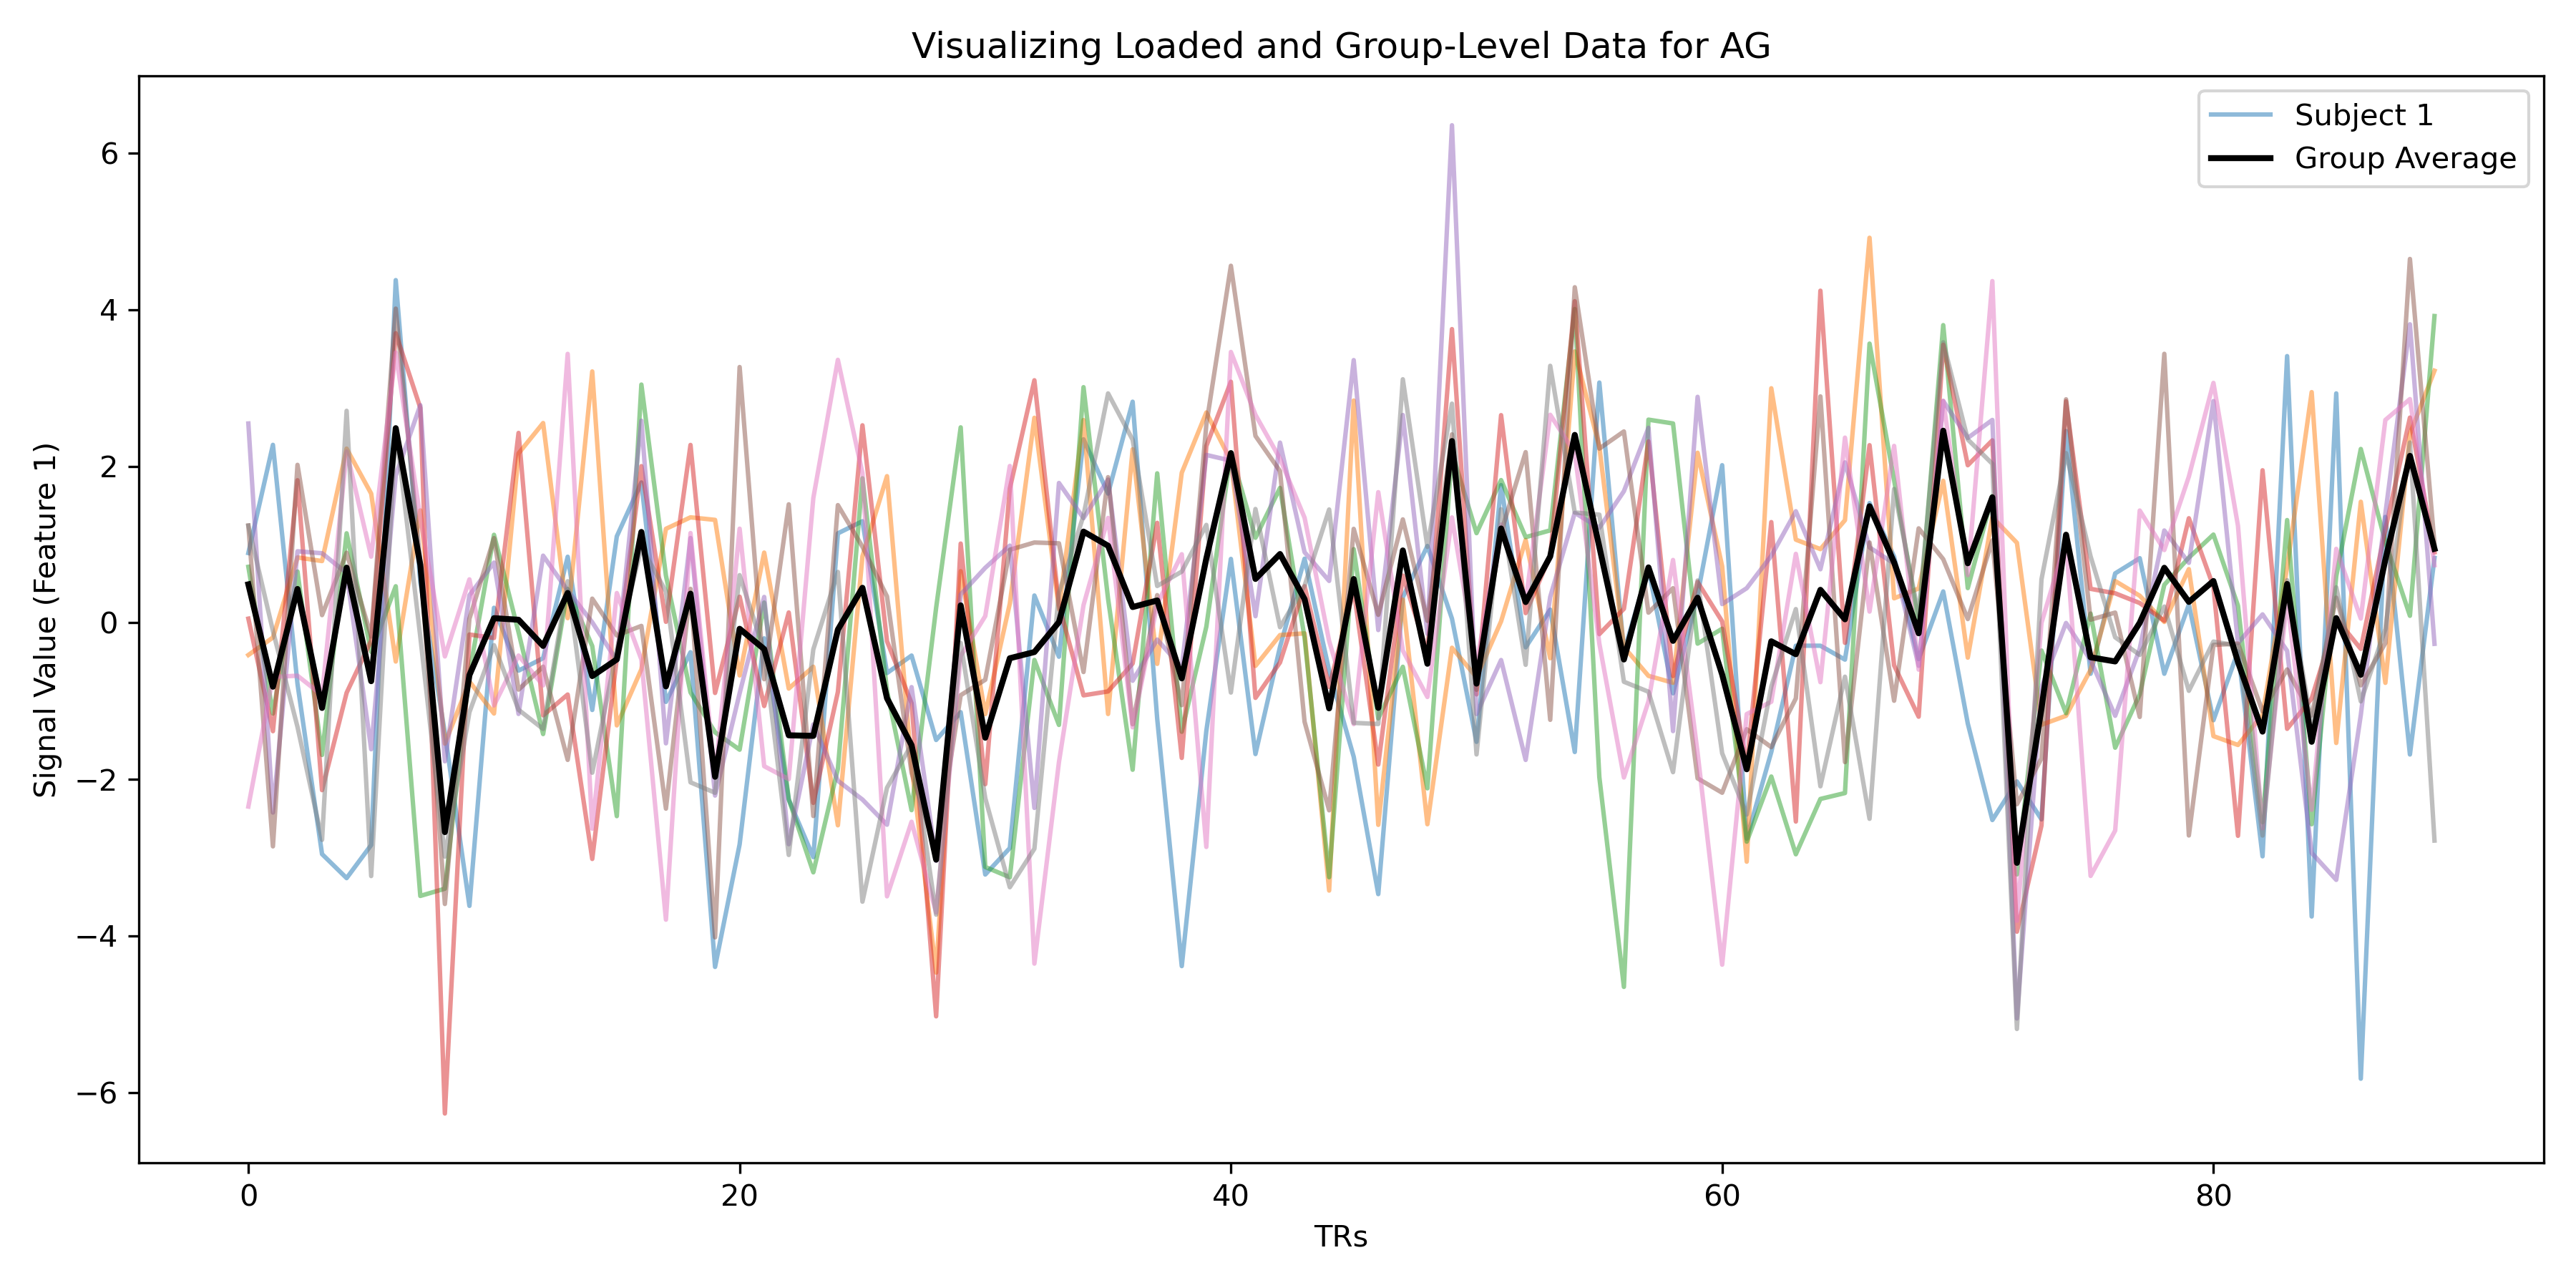 Visualizing Loaded and Group-Level Data for AG
Subject 1
Group Average
Signal Value (Feature 1)
6
4
2
0
−2
−4
−6
0 20 40 60 80
TRs